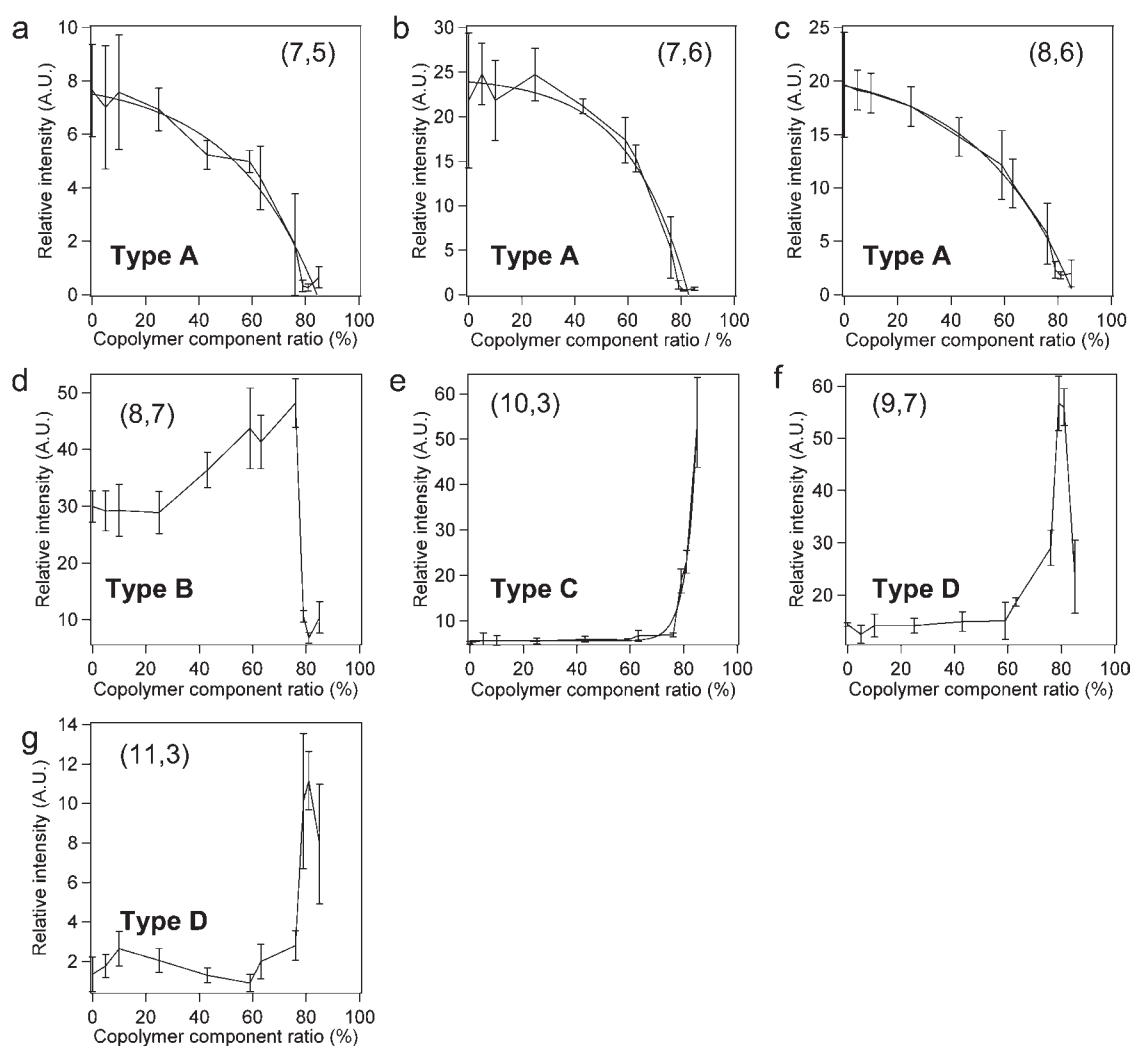 a
(7,5)
Relative intensity (A.U.)
10
8
6
4
2
0
Type A
0 20 40 60 80 100
Copolymer component ratio (%)
b
(7,6)
Relative intensity (A.U.)
30
25
20
15
10
5
0
Type A
0 20 40 60 80 100
Copolymer component ratio / %
c
(8,6)
Relative intensity (A.U.)
25
20
15
10
5
0
Type A
0 20 40 60 80 100
Copolymer component ratio (%)
d
(8,7)
Relative intensity (A.U.)
50
40
30
20
10
Type B
0 20 40 60 80 100
Copolymer component ratio (%)
e
(10,3)
Relative intensity (A.U.)
60
50
40
30
20
10
Type C
0 20 40 60 80 100
Copolymer component ratio (%)
f
(9,7)
Relative intensity (A.U.)
60
50
40
30
20
Type D
0 20 40 60 80 100
Copolymer component ratio (%)
g
(11,3)
Relative intensity (A.U.)
14
12
10
8
6
4
2
Type D
0 20 40 60 80 100
Copolymer component ratio (%)